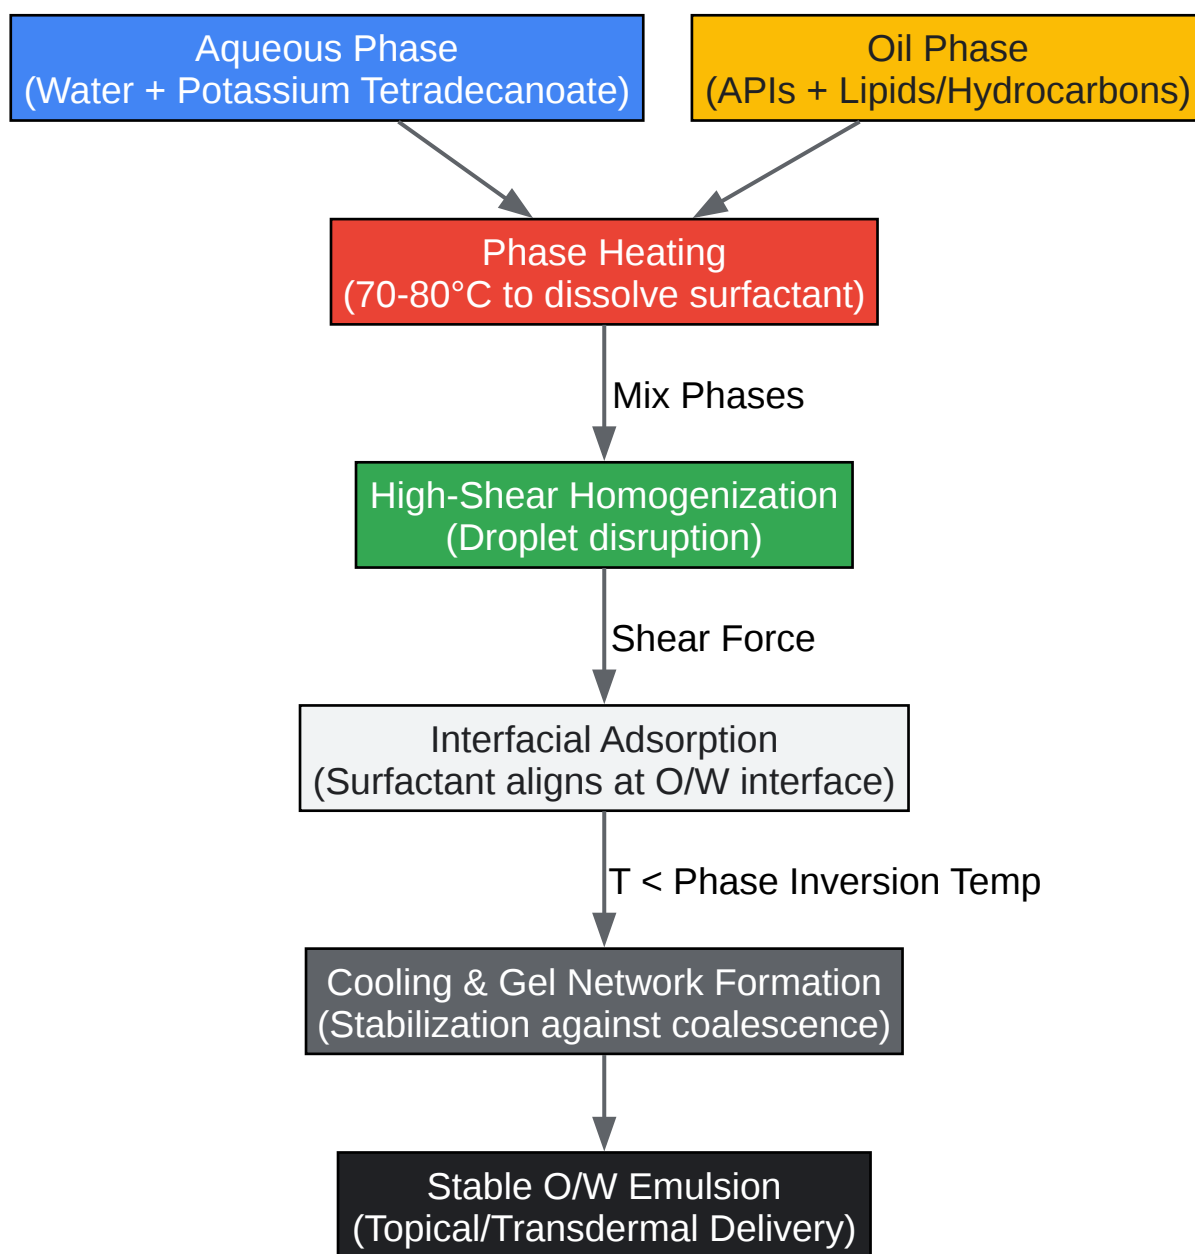 Aqueous Phase
(Water + Potassium Tetradecanoate)
Oil Phase
(APIs + Lipids/Hydrocarbons)
Phase Heating
(70-80°C to dissolve surfactant)
Mix Phases
High-Shear Homogenization
(Droplet disruption)
Shear Force
Interfacial Adsorption
(Surfactant aligns at O/W interface)
T < Phase Inversion Temp
Cooling & Gel Network Formation
(Stabilization against coalescence)
Stable O/W Emulsion
(Topical/Transdermal Delivery)